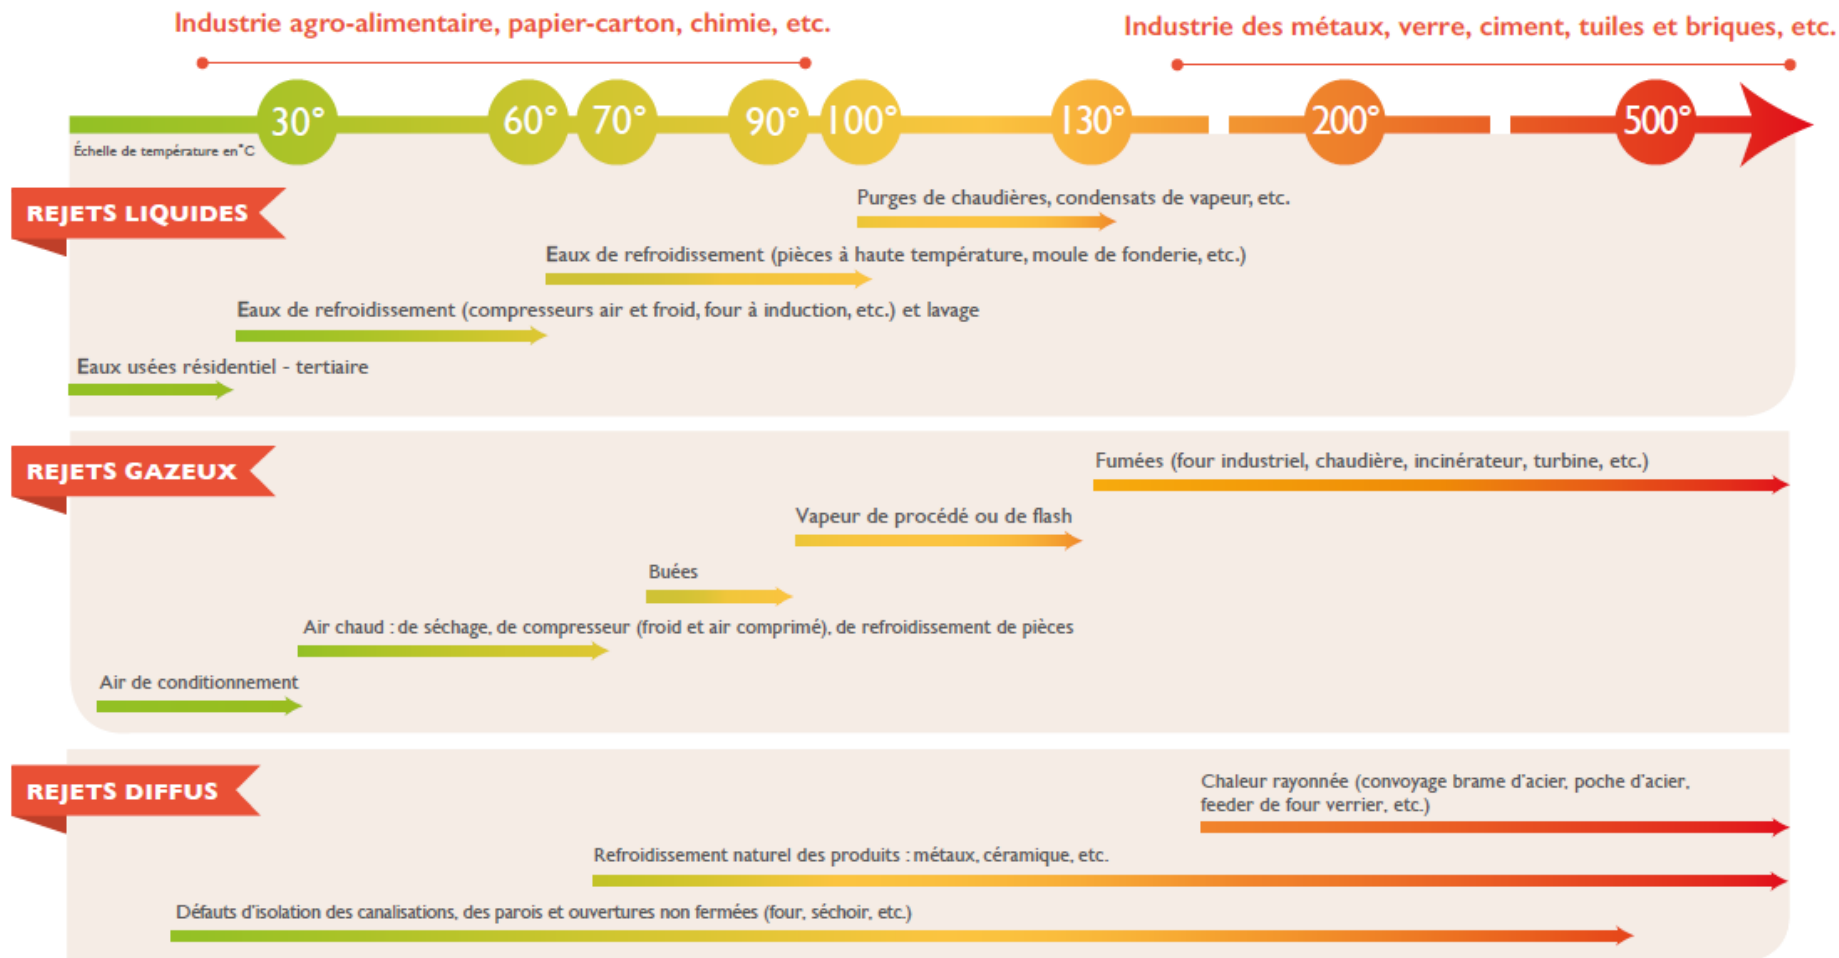 Industrie agro-alimentaire, papier-carton, chimie, etc.
Industrie des métaux, verre, ciment, tuiles et briques, etc.
30° 60° 70° 90° 100° 130° 200° 500°
Échelle de température en°C
REJETS LIQUIDES
Purges de chaudières, condensats de vapeur, etc.
Eaux de refroidissement (pièces à haute température, moule de fonderie, etc.)
Eaux de refroidissement (compresseurs air et froid, four à induction, etc.) et lavage
Eaux usées résidentiel - tertiaire
REJETS GAZEUX
Fumées (four industriel, chaudière, incinérateur, turbine, etc.)
Vapeur de procédé ou de flash
Buées
Air chaud : de séchage, de compresseur (froid et air comprimé), de refroidissement de pièces
Air de conditionnement
REJETS DIFFUS
Chaleur rayonnée (convoyage brame d'acier, poche d'acier,
feeder de four verrier, etc.)
Refroidissement naturel des produits : métaux, céramique, etc.
Défauts d'isolation des canalisations, des parois et ouvertures non fermées (four, séchoir, etc.)